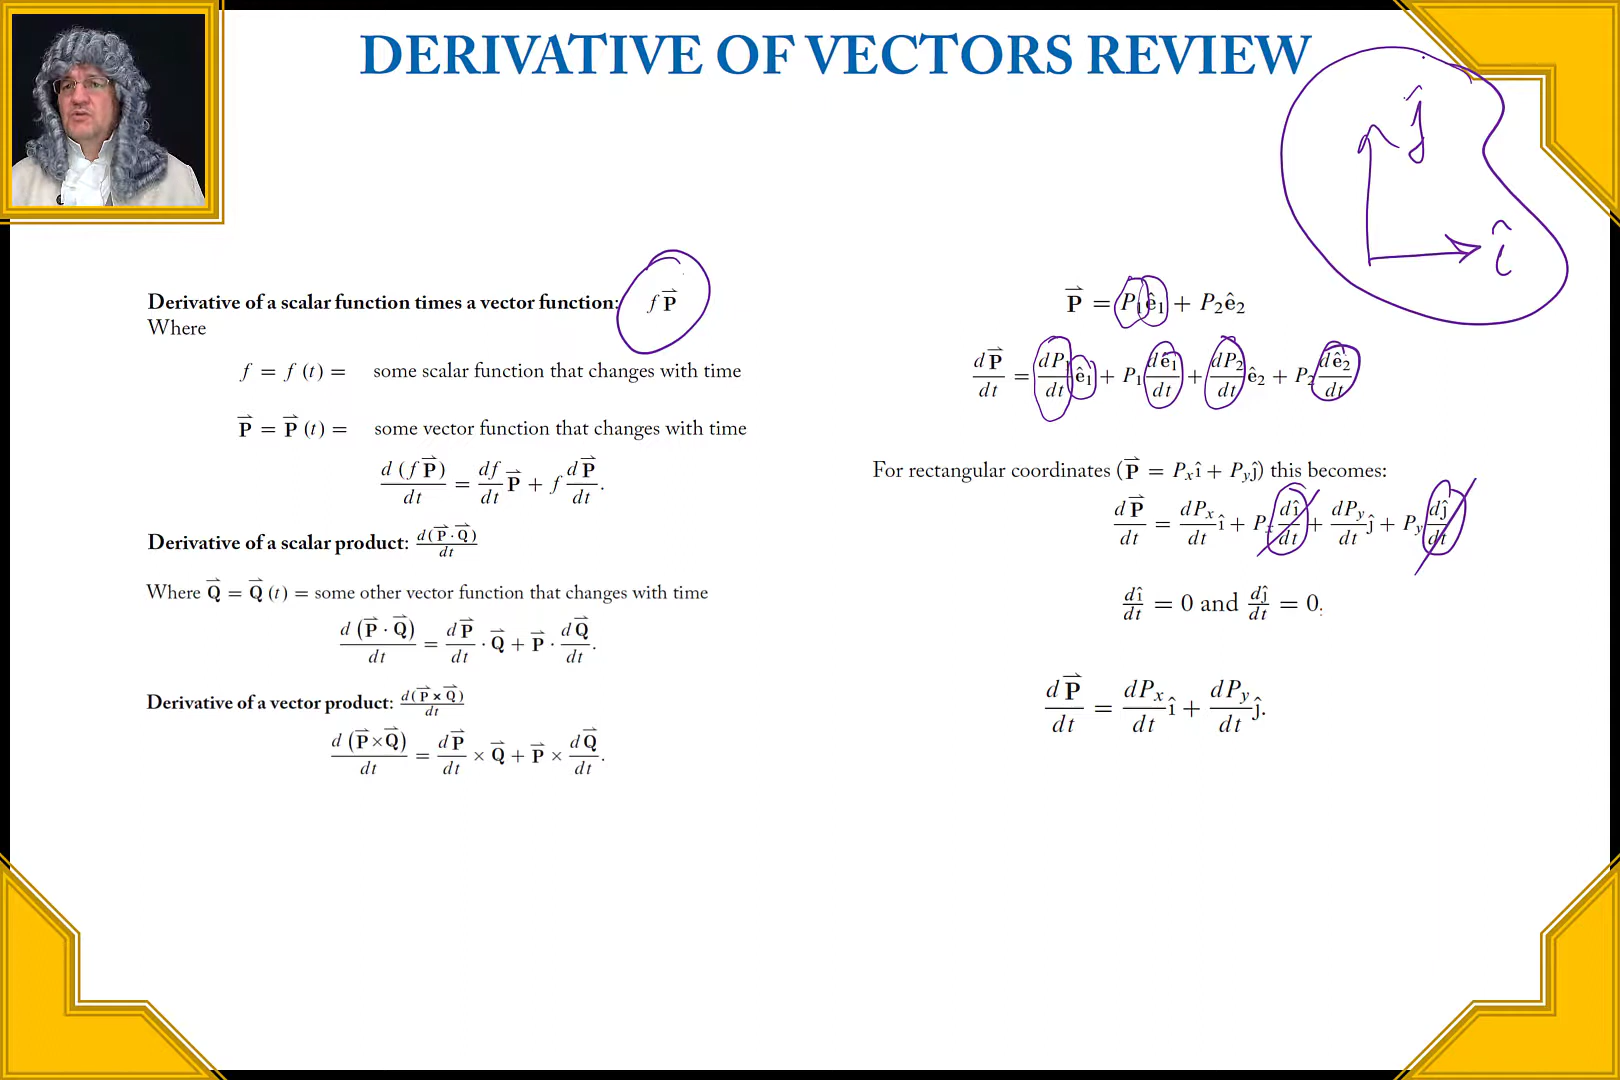 DERIVATIVE OF VECTORS REVIEW
ĵ
î
Derivative of a scalar function times a vector function: f P⃗
Where
f = f (t) = some scalar function that changes with time
P⃗ = P⃗ (t) = some vector function that changes with time
d (f P⃗)/dt = df/dt P⃗ + f dP⃗/dt.
Derivative of a scalar product: d(P⃗ · Q⃗)/dt
Where Q⃗ = Q⃗ (t) = some other vector function that changes with time
d (P⃗ · Q⃗)/dt = dP⃗/dt · Q⃗ + P⃗ · dQ⃗/dt.
Derivative of a vector product: d(P⃗ × Q⃗)/dt
d (P⃗×Q⃗)/dt = dP⃗/dt × Q⃗ + P⃗ × dQ⃗/dt.
P⃗ = P₁ê₁ + P₂ê₂
dP⃗/dt = dP₁/dt ê₁ + P₁ dê₁/dt + dP₂/dt ê₂ + P₂ dê₂/dt
For rectangular coordinates (P⃗ = Pₓî + P_yĵ) this becomes:
dP⃗/dt = dPₓ/dt î + Pₓ dî/dt + dP_y/dt ĵ + P_y dĵ/dt
dî/dt = 0 and dĵ/dt = 0.
dP⃗/dt = dPₓ/dt î + dP_y/dt ĵ.